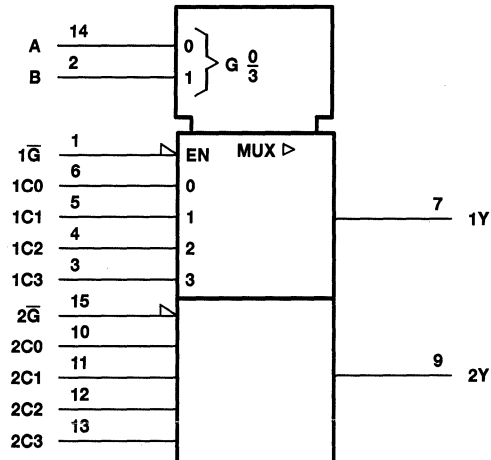 A 14 0
B 2 1 G 0/3
1G̅ 1 EN MUX ▷
1C0 6 0
1C1 5 1 7 1Y
1C2 4 2
1C3 3 3
2G̅ 15
2C0 10
2C1 11 9 2Y
2C2 12
2C3 13